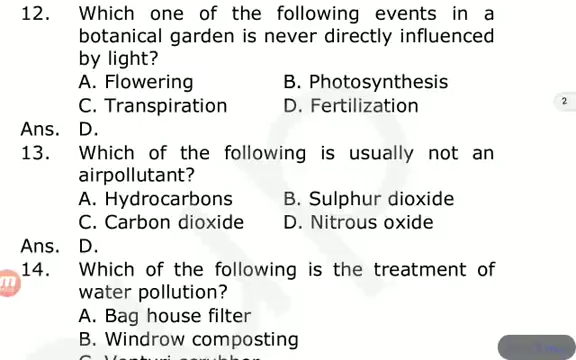 12. Which one of the following events in a
botanical garden is never directly influenced
by light?
A. Flowering B. Photosynthesis
C. Transpiration D. Fertilization
Ans. D.
13. Which of the following is usually not an
airpollutant?
A. Hydrocarbons B. Sulphur dioxide
C. Carbon dioxide D. Nitrous oxide
Ans. D.
14. Which of the following is the treatment of
water pollution?
A. Bag house filter
B. Windrow composting
C. Venturi scrubber
2